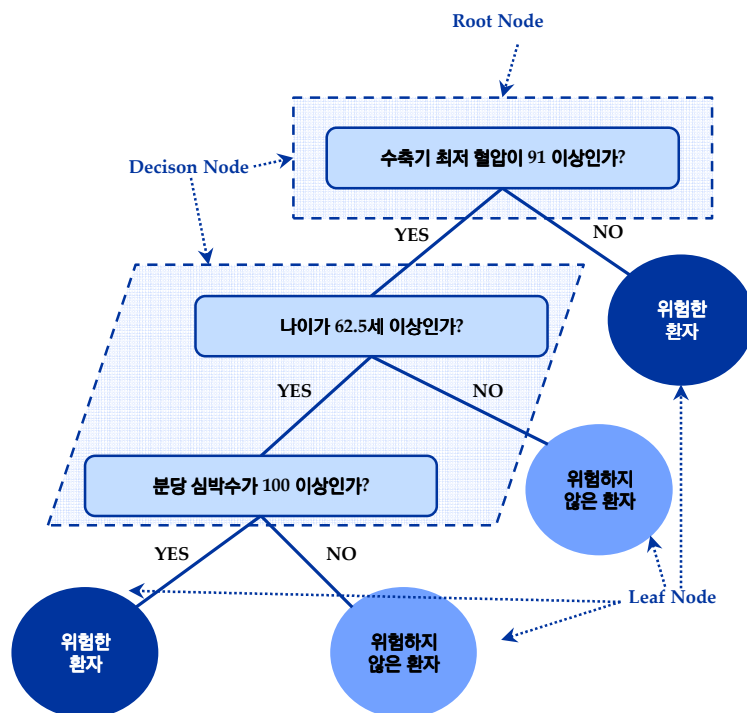 Root Node
수축기 최저 혈압이 91 이상인가?
Decison Node
YES
NO
위험한
환자
나이가 62.5세 이상인가?
YES
NO
위험하지
않은 환자
분당 심박수가 100 이상인가?
YES
NO
Leaf Node
위험한
환자
위험하지
않은 환자